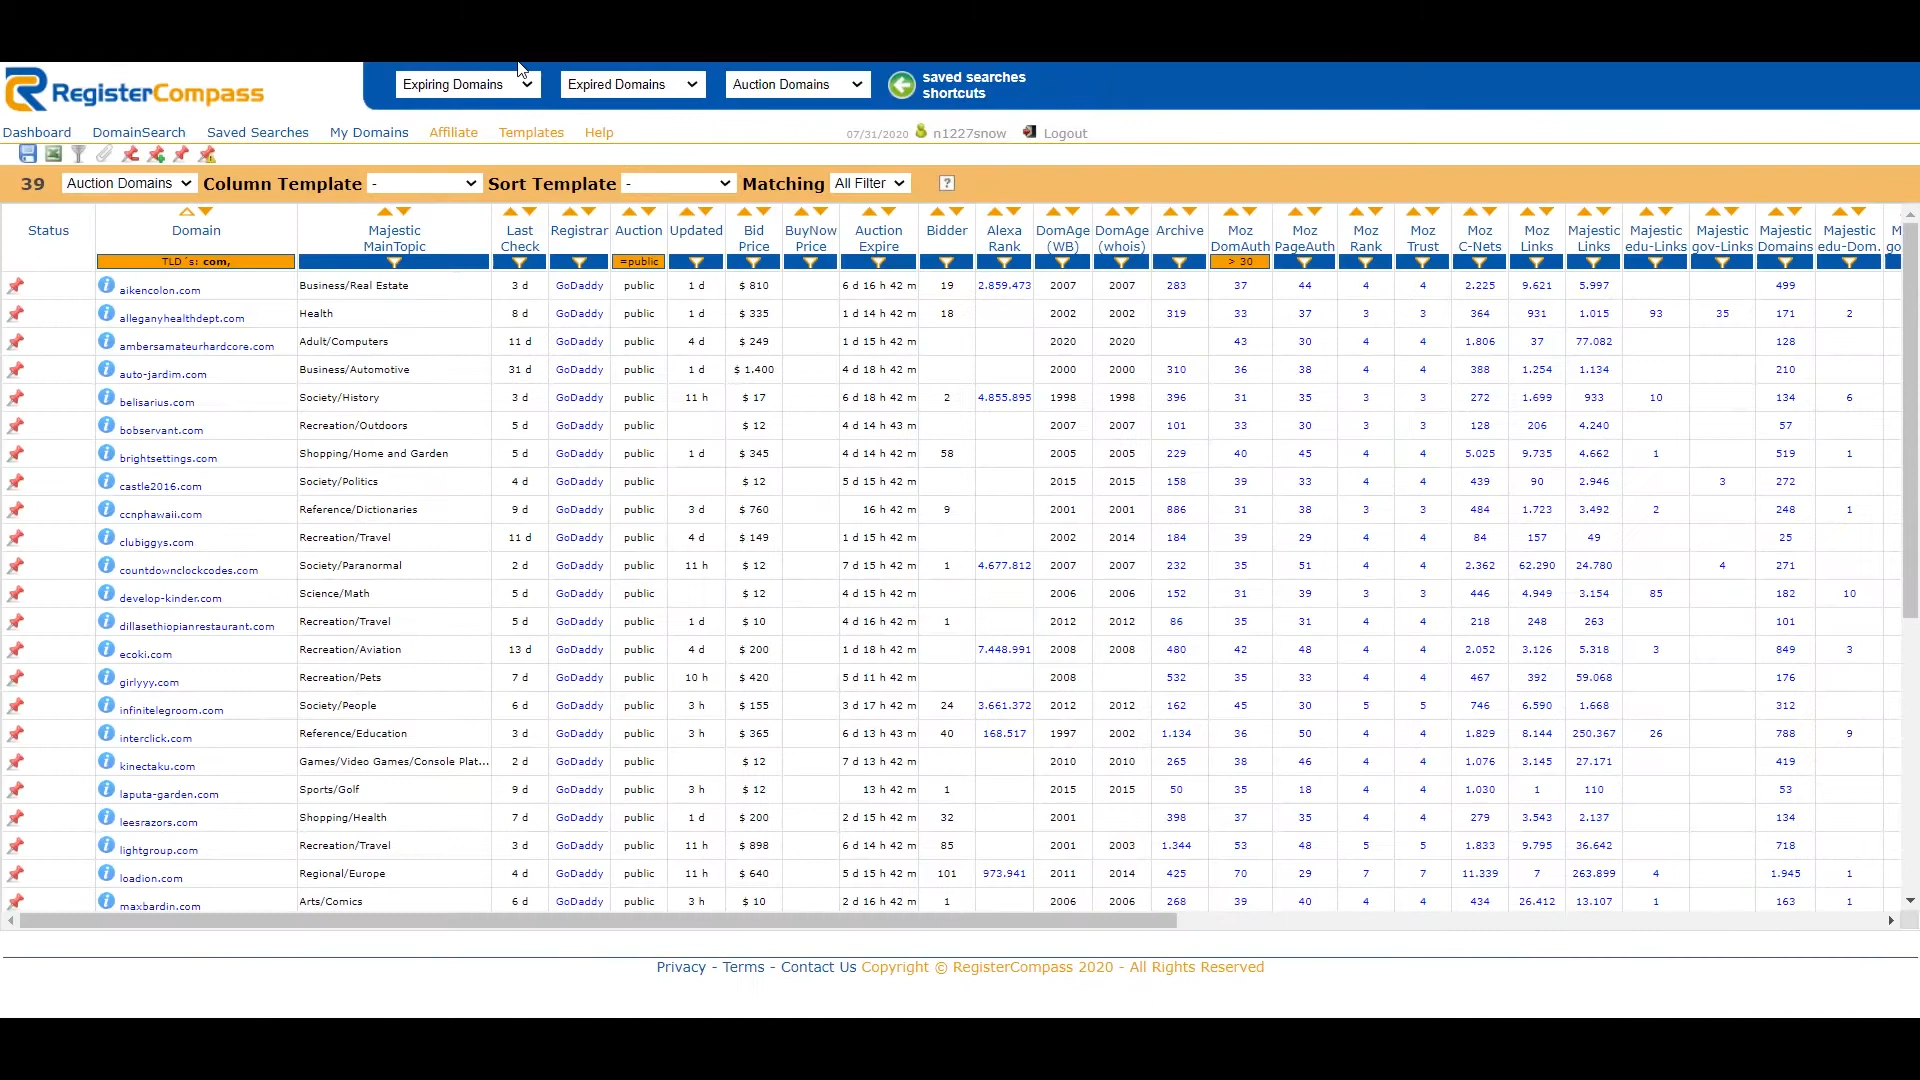 RegisterCompass
Expiring Domains Expired Domains Auction Domains saved searches shortcuts
Dashboard DomainSearch Saved Searches My Domains Affiliate Templates Help 07/31/2020 n1227snow Logout
39 Auction Domains Column Template - Sort Template - Matching All Filter ?
Status Domain Majestic MainTopic Last Check Registrar Auction Updated Bid Price BuyNow Price Auction Expire Bidder Alexa Rank DomAge (WB) DomAge (whois) Archive Moz DomAuth Moz PageAuth Moz Rank Moz Trust Moz C-Nets Moz Links Majestic Links Majestic edu-Links Majestic gov-Links Majestic Domains Majestic edu-Dom. M go
TLD´s: com, =public > 30
aikencolon.com Business/Real Estate 3 d GoDaddy public 1 d $ 810 6 d 16 h 42 m 19 2.859.473 2007 2007 283 37 44 4 4 2.225 9.621 5.997 499
alleganyhealthdept.com Health 8 d GoDaddy public 1 d $ 335 1 d 14 h 42 m 18 2002 2002 319 33 37 3 3 364 931 1.015 93 35 171 2
ambersamateurhardcore.com Adult/Computers 11 d GoDaddy public 4 d $ 249 1 d 15 h 42 m 2020 2020 43 30 4 4 1.806 37 77.082 128
auto-jardim.com Business/Automotive 31 d GoDaddy public 1 d $ 1.400 4 d 18 h 42 m 2000 2000 310 36 38 4 4 388 1.254 1.134 210
belisarius.com Society/History 3 d GoDaddy public 11 h $ 17 6 d 18 h 42 m 2 4.855.895 1998 1998 396 31 35 3 3 272 1.699 933 10 134 6
bobservant.com Recreation/Outdoors 5 d GoDaddy public $ 12 4 d 14 h 43 m 2007 2007 101 33 30 3 3 128 206 4.240 57
brightsettings.com Shopping/Home and Garden 5 d GoDaddy public 1 d $ 345 4 d 14 h 42 m 58 2005 2005 229 40 45 4 4 5.025 9.735 4.662 1 519 1
castle2016.com Society/Politics 4 d GoDaddy public $ 12 5 d 15 h 42 m 2015 2015 158 39 33 4 4 439 90 2.946 3 272
ccnphawaii.com Reference/Dictionaries 9 d GoDaddy public 3 d $ 760 16 h 42 m 9 2001 2001 886 31 38 3 3 484 1.723 3.492 2 248 1
clubiggys.com Recreation/Travel 11 d GoDaddy public 4 d $ 149 1 d 15 h 42 m 2002 2014 184 39 29 4 4 84 157 49 25
countdownclockcodes.com Society/Paranormal 2 d GoDaddy public 11 h $ 12 7 d 15 h 42 m 1 4.677.812 2007 2007 232 35 51 4 4 2.362 62.290 24.780 4 271
develop-kinder.com Science/Math 5 d GoDaddy public $ 12 4 d 15 h 42 m 2006 2006 152 31 39 3 3 446 4.949 3.154 85 182 10
dillasethiopianrestaurant.com Recreation/Travel 5 d GoDaddy public 1 d $ 10 4 d 16 h 42 m 1 2012 2012 86 35 31 4 4 218 248 263 101
ecoki.com Recreation/Aviation 13 d GoDaddy public 4 d $ 200 1 d 18 h 42 m 7.448.991 2008 2008 480 42 48 4 4 2.052 3.126 5.318 3 849 3
girlyyy.com Recreation/Pets 7 d GoDaddy public 10 h $ 420 5 d 11 h 42 m 2008 532 35 33 4 4 467 392 59.068 176
infinitelegroom.com Society/People 6 d GoDaddy public 3 h $ 155 3 d 17 h 42 m 24 3.661.372 2012 2012 162 45 30 5 5 746 6.590 1.668 312
interclick.com Reference/Education 3 d GoDaddy public 3 h $ 365 6 d 13 h 43 m 40 168.517 1997 2002 1.134 36 50 4 4 1.829 8.144 250.367 26 788 9
kinectaku.com Games/Video Games/Console Plat... 2 d GoDaddy public $ 12 7 d 13 h 42 m 2010 2010 265 38 46 4 4 1.076 3.145 27.171 419
laputa-garden.com Sports/Golf 9 d GoDaddy public 3 h $ 12 13 h 42 m 1 2015 2015 50 35 18 4 4 1.030 1 110 53
leesrazors.com Shopping/Health 7 d GoDaddy public 1 d $ 200 2 d 15 h 42 m 32 2001 398 37 35 4 4 279 3.543 2.137 134
lightgroup.com Recreation/Travel 3 d GoDaddy public 11 h $ 898 6 d 14 h 42 m 85 2001 2003 1.344 53 48 5 5 1.833 9.795 36.642 718
loadion.com Regional/Europe 4 d GoDaddy public 11 h $ 640 5 d 15 h 42 m 101 973.941 2011 2014 425 70 29 7 7 11.339 7 263.899 4 1.945 1
maxbardin.com Arts/Comics 6 d GoDaddy public 3 h $ 10 2 d 16 h 42 m 1 2006 2006 268 39 40 4 4 434 26.412 13.107 1 163 1
Privacy - Terms - Contact Us Copyright © RegisterCompass 2020 - All Rights Reserved